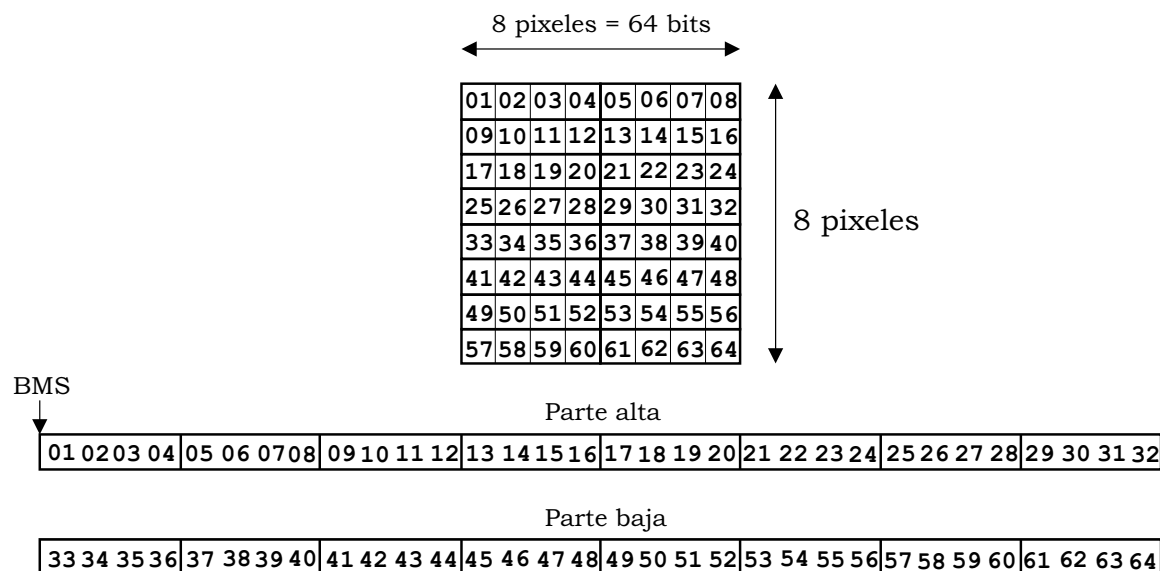 8 pixeles = 64 bits
01 02 03 04 05 06 07 08
09 10 11 12 13 14 15 16
17 18 19 20 21 22 23 24
25 26 27 28 29 30 31 32
8 pixeles
33 34 35 36 37 38 39 40
41 42 43 44 45 46 47 48
49 50 51 52 53 54 55 56
57 58 59 60 61 62 63 64
BMS
Parte alta
01 02 03 04 05 06 07 08 09 10 11 12 13 14 15 16 17 18 19 20 21 22 23 24 25 26 27 28 29 30 31 32
Parte baja
33 34 35 36 37 38 39 40 41 42 43 44 45 46 47 48 49 50 51 52 53 54 55 56 57 58 59 60 61 62 63 64